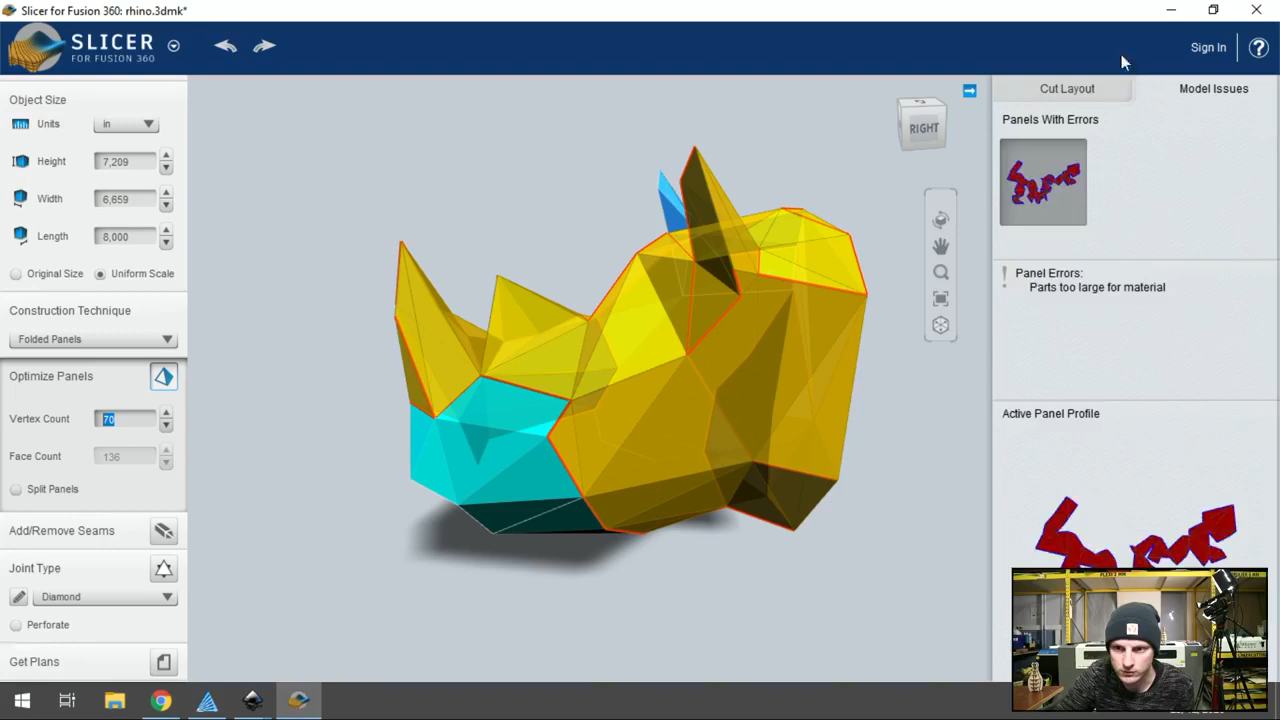 Slicer for Fusion 360: rhino.3dmk*
SLICER
FOR FUSION 360
Sign In
?
Object Size
Units in
Height 7,209
Width 6,659
Length 8,000
Original Size Uniform Scale
Construction Technique
Folded Panels
Optimize Panels
Vertex Count 70
Face Count 136
Split Panels
Add/Remove Seams
Joint Type
Diamond
Perforate
Get Plans
RIGHT
Cut Layout Model Issues
Panels With Errors
Panel Errors:
Parts too large for material
Active Panel Profile